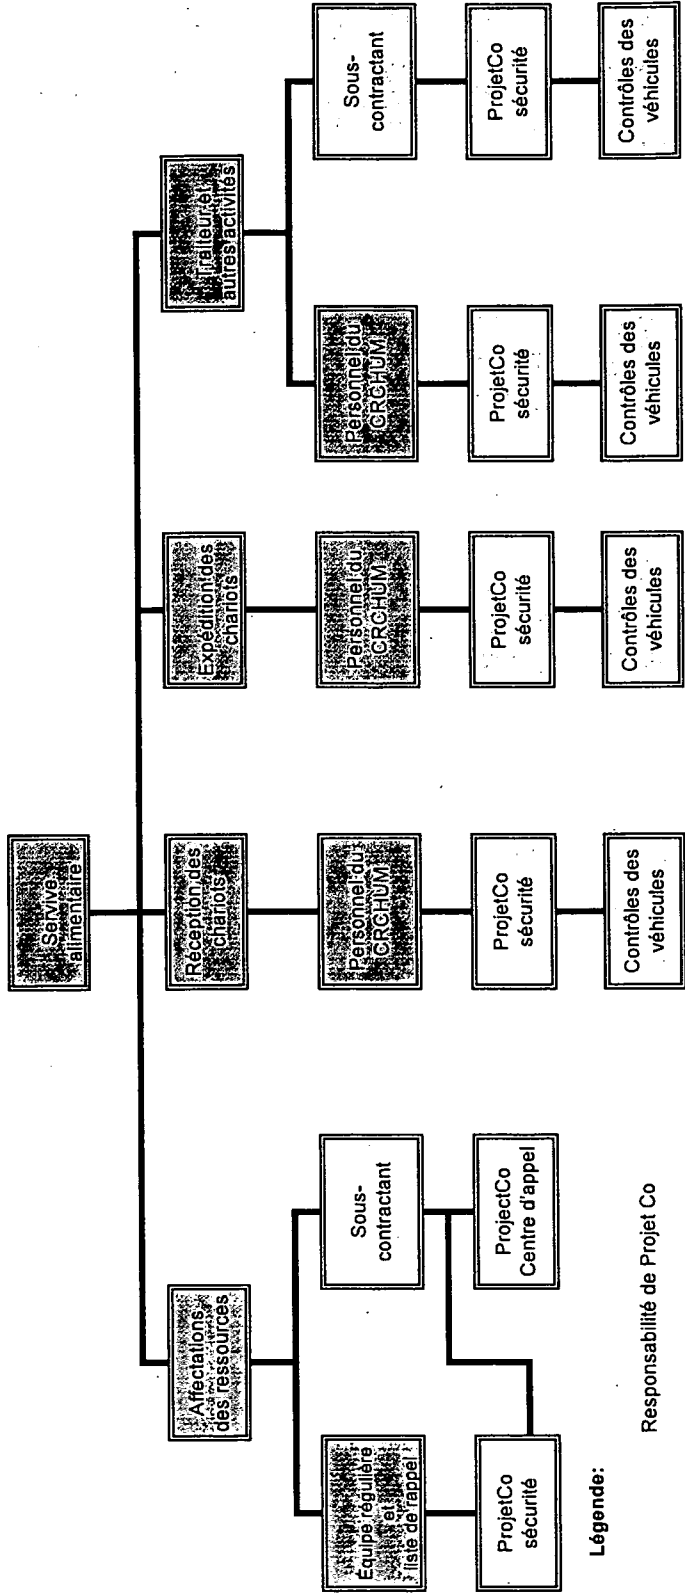 Servive
alimentaire
Affectations
des ressources
Réception des
chariots
Expédition des
chariots
Traiteur et
autres activités
Équipe régulière
et
liste de rappel
Sous-
contractant
Personnel du
CRCHUM
Personnel du
CRCHUM
Personnel du
CRCHUM
Sous-
contractant
ProjetCo
sécurité
ProjectCo
Centre d'appel
ProjetCo
sécurité
ProjetCo
sécurité
ProjetCo
sécurité
ProjetCo
sécurité
Contrôles des
véhicules
Contrôles des
véhicules
Contrôles des
véhicules
Contrôles des
véhicules
Légende:
Responsabilité de Projet Co